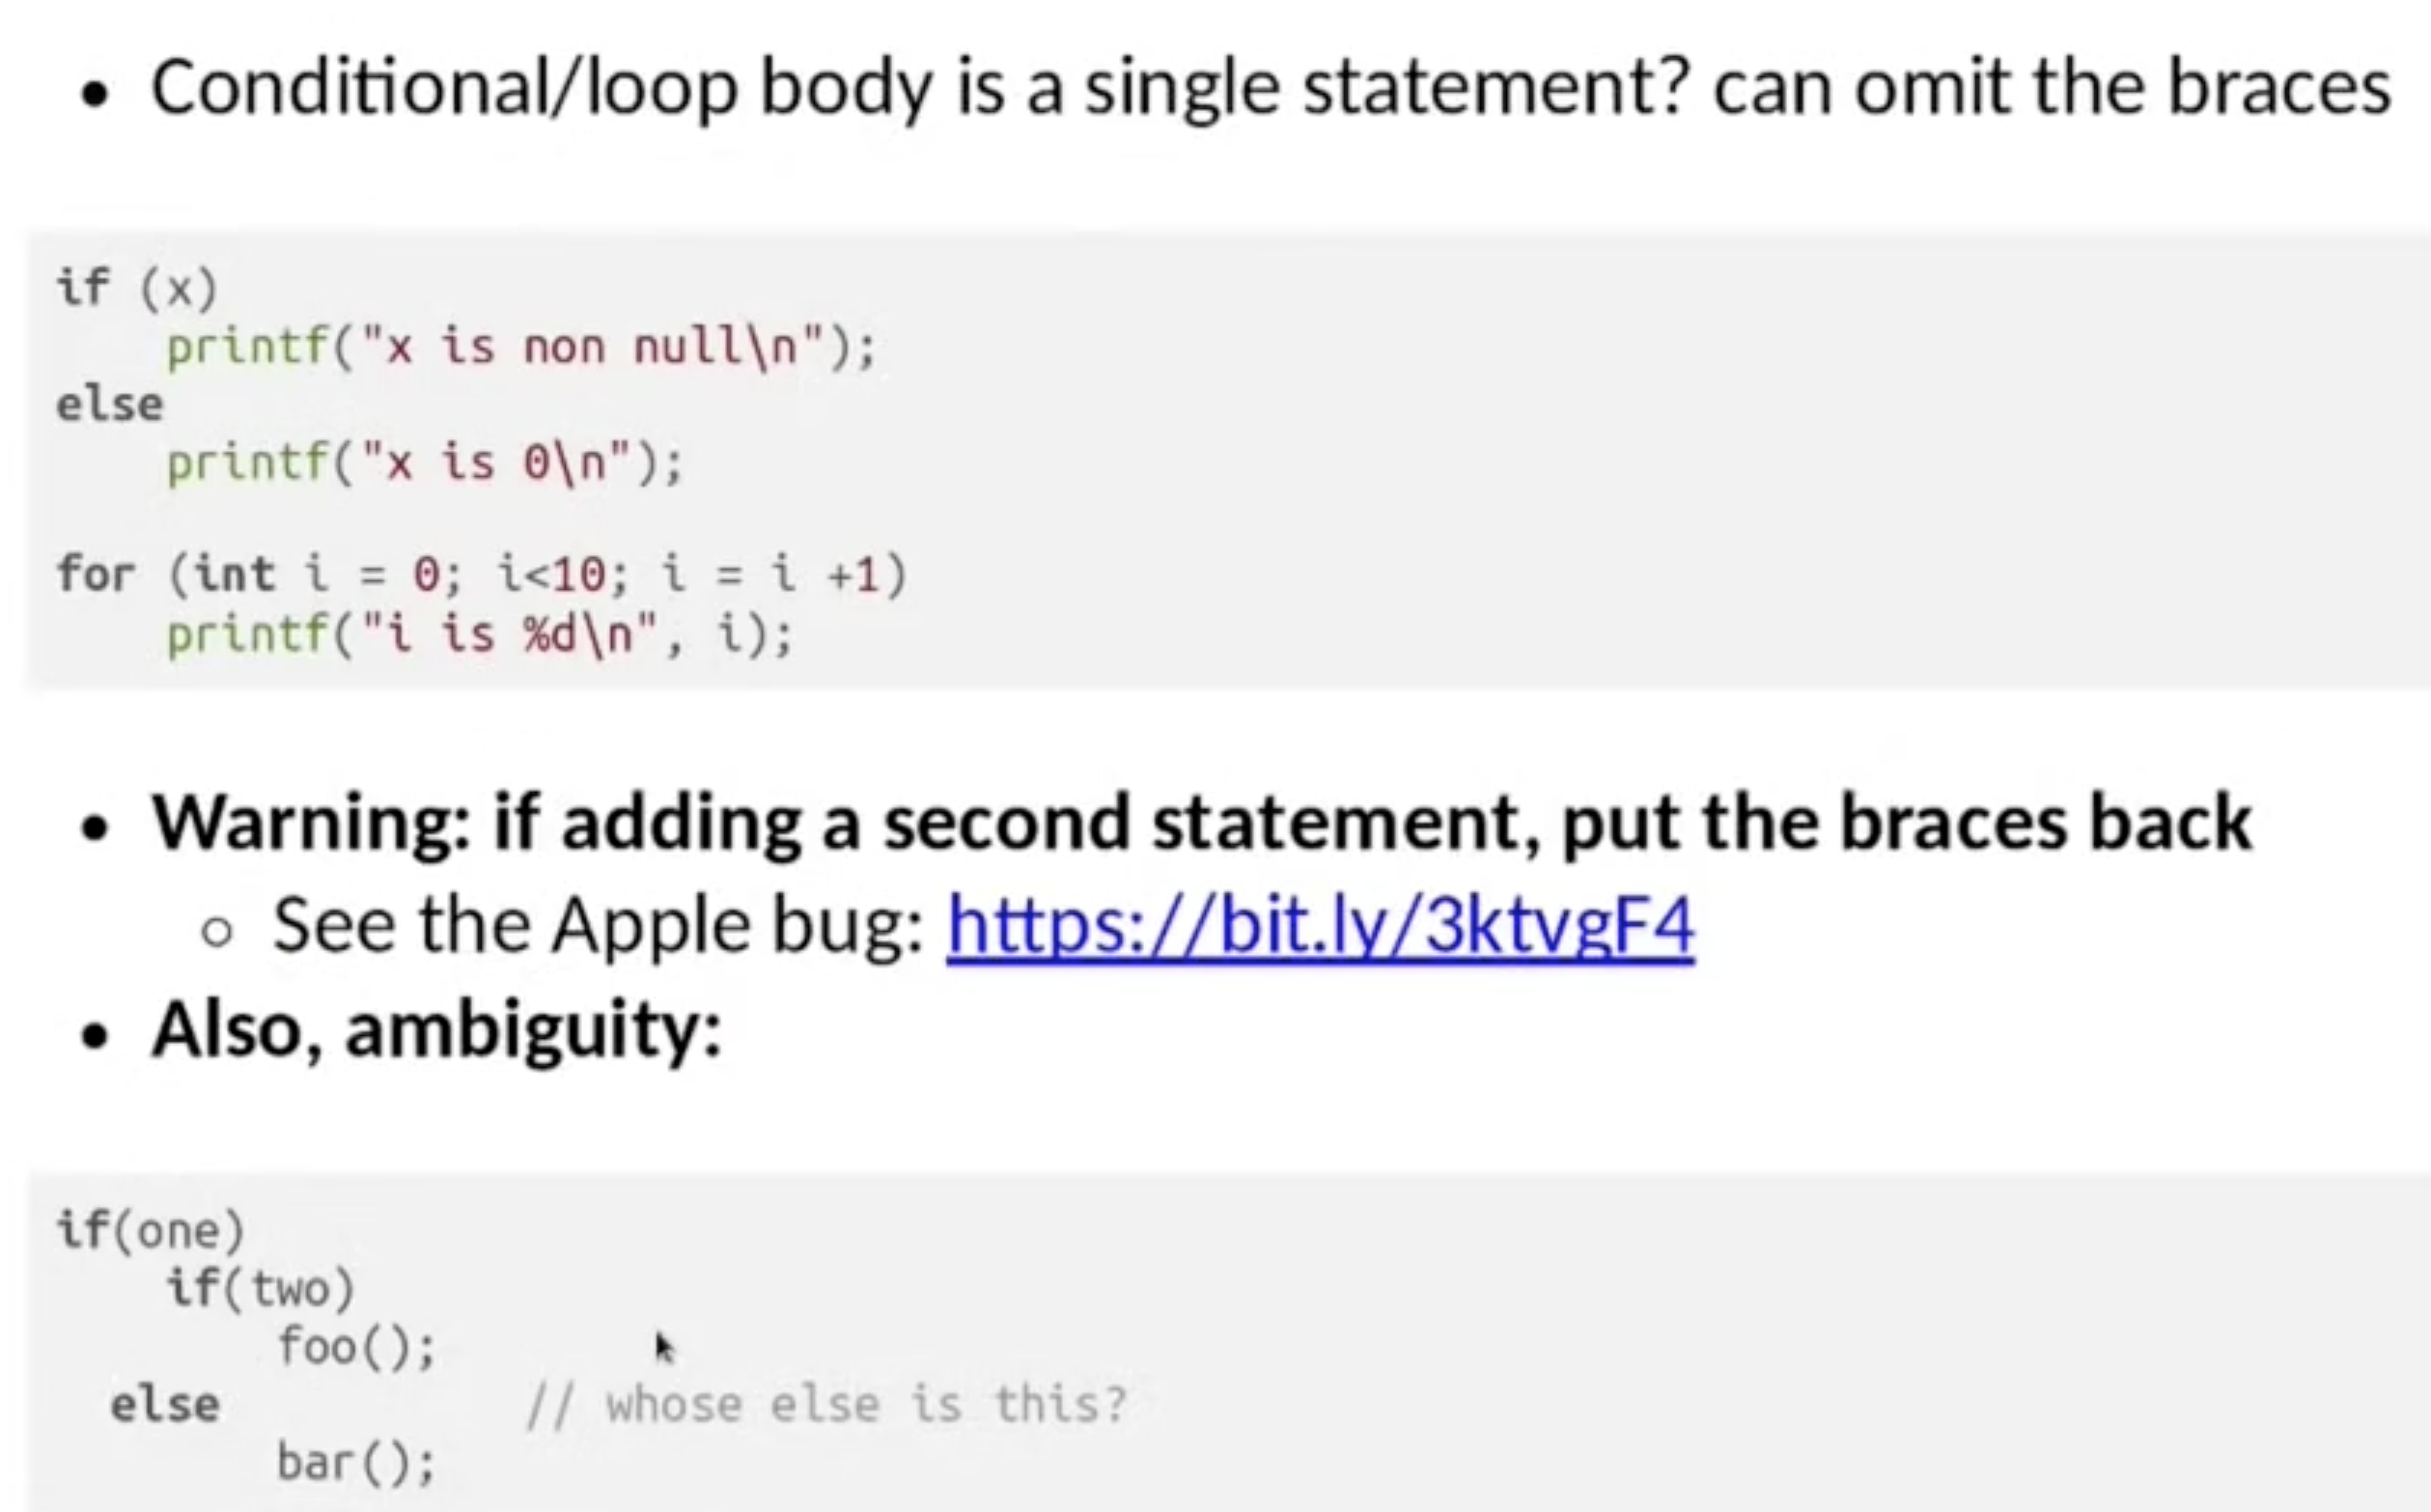 • Conditional/loop body is a single statement? can omit the braces
if (x)
    printf("x is non null\n");
else
    printf("x is 0\n");
for (int i = 0; i<10; i = i +1)
    printf("i is %d\n", i);
• Warning: if adding a second statement, put the braces back
○ See the Apple bug: https://bit.ly/3ktvgF4
• Also, ambiguity:
if(one)
    if(two)
        foo();
  else           // whose else is this?
        bar();